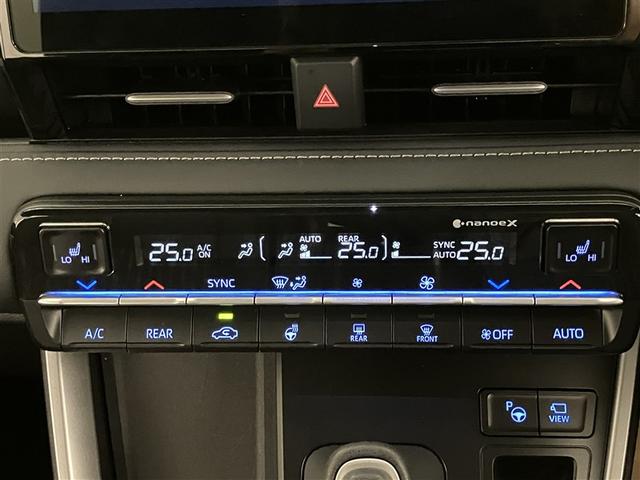 nanoeX
LO HI
25.0 A/C ON
AUTO
REAR 25.0
SYNC AUTO 25.0
LO HI
SYNC
A/C
REAR
REAR
FRONT
OFF
AUTO
P
VIEW